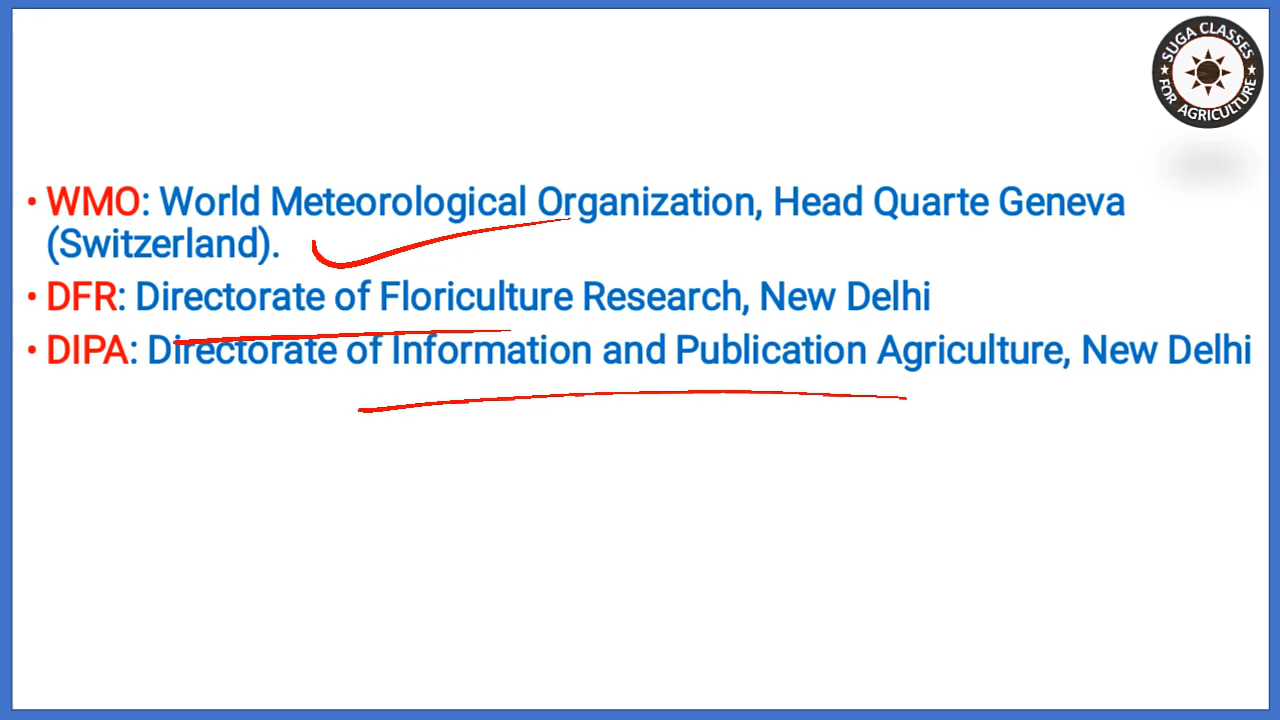 SUGA CLASSES
FOR AGRICULTURE
• WMO: World Meteorological Organization, Head Quarte Geneva
(Switzerland).
• DFR: Directorate of Floriculture Research, New Delhi
• DIPA: Directorate of Information and Publication Agriculture, New Delhi